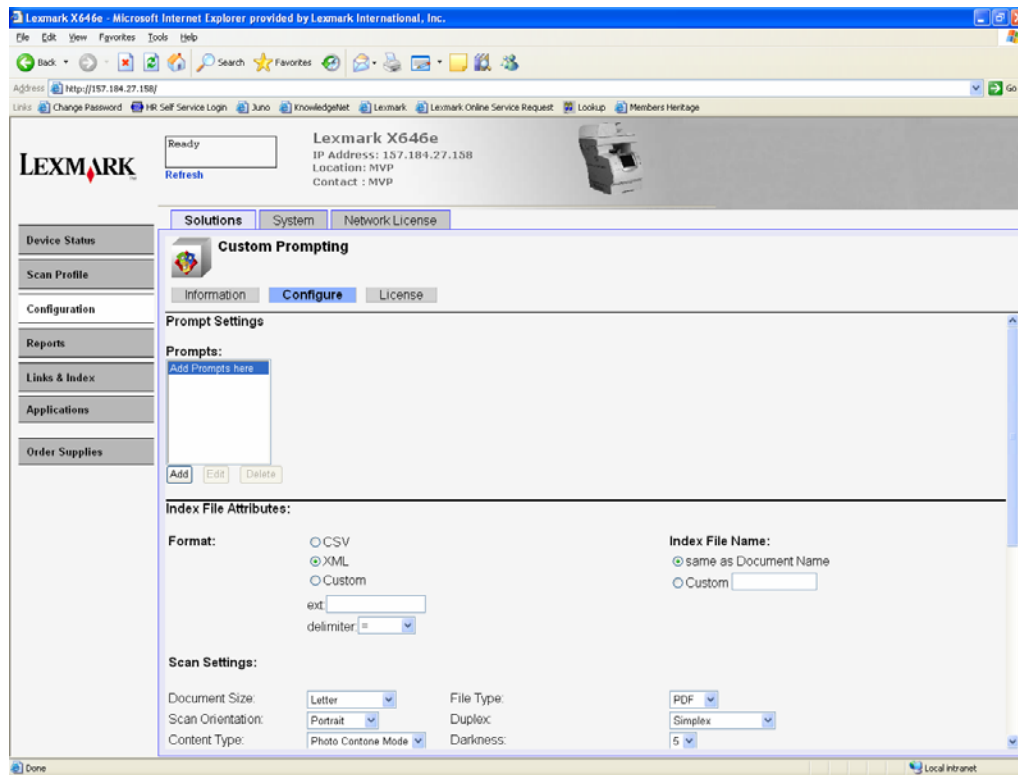 Lexmark X646e - Microsoft Internet Explorer provided by Lexmark International, Inc.
File Edit View Favorites Tools Help
Back Search Favorites
Address http://157.184.27.158/ Go
Links Change Password HR Self Service Login Juno KnowledgeNet Lexmark Lexmark Online Service Request Lookup Members Heritage
LEXMARK
Ready
Refresh
Lexmark X646e
IP Address: 157.184.27.158
Location: MVP
Contact : MVP
Solutions System Network License
Device Status
Scan Profile
Configuration
Reports
Links & Index
Applications
Order Supplies
Custom Prompting
Information Configure License
Prompt Settings
Prompts:
Add Prompts here
Add Edit Delete
Index File Attributes:
Format: CSV
XML
Custom
ext:
delimiter: =
Index File Name:
same as Document Name
Custom
Scan Settings:
Document Size: Letter File Type: PDF
Scan Orientation: Portrait Duplex: Simplex
Content Type: Photo Contone Mode Darkness: 5
Done Local intranet